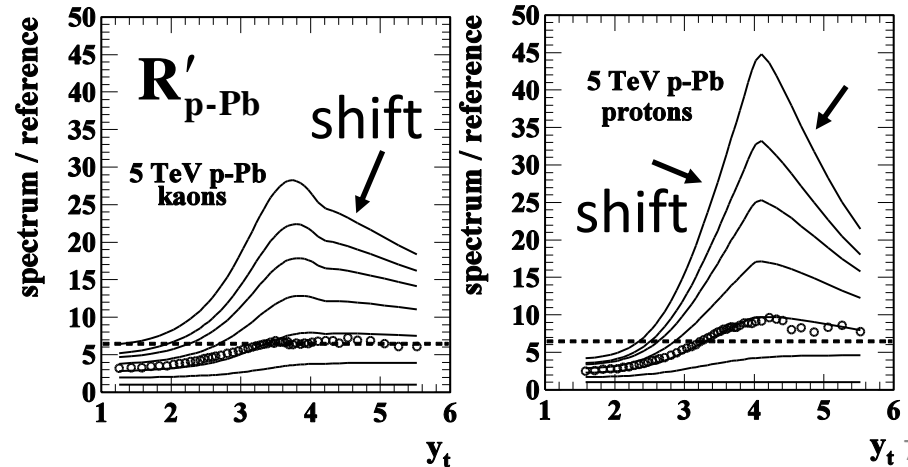 50
45
40
35
30
25
20
15
10
5
0
1 2 3 4 5 6
spectrum / reference
R′p-Pb
shift
5 TeV p-Pb
kaons
yt
50
45
40
35
30
25
20
15
10
5
0
1 2 3 4 5 6
spectrum / reference
5 TeV p-Pb
protons
shift
yt